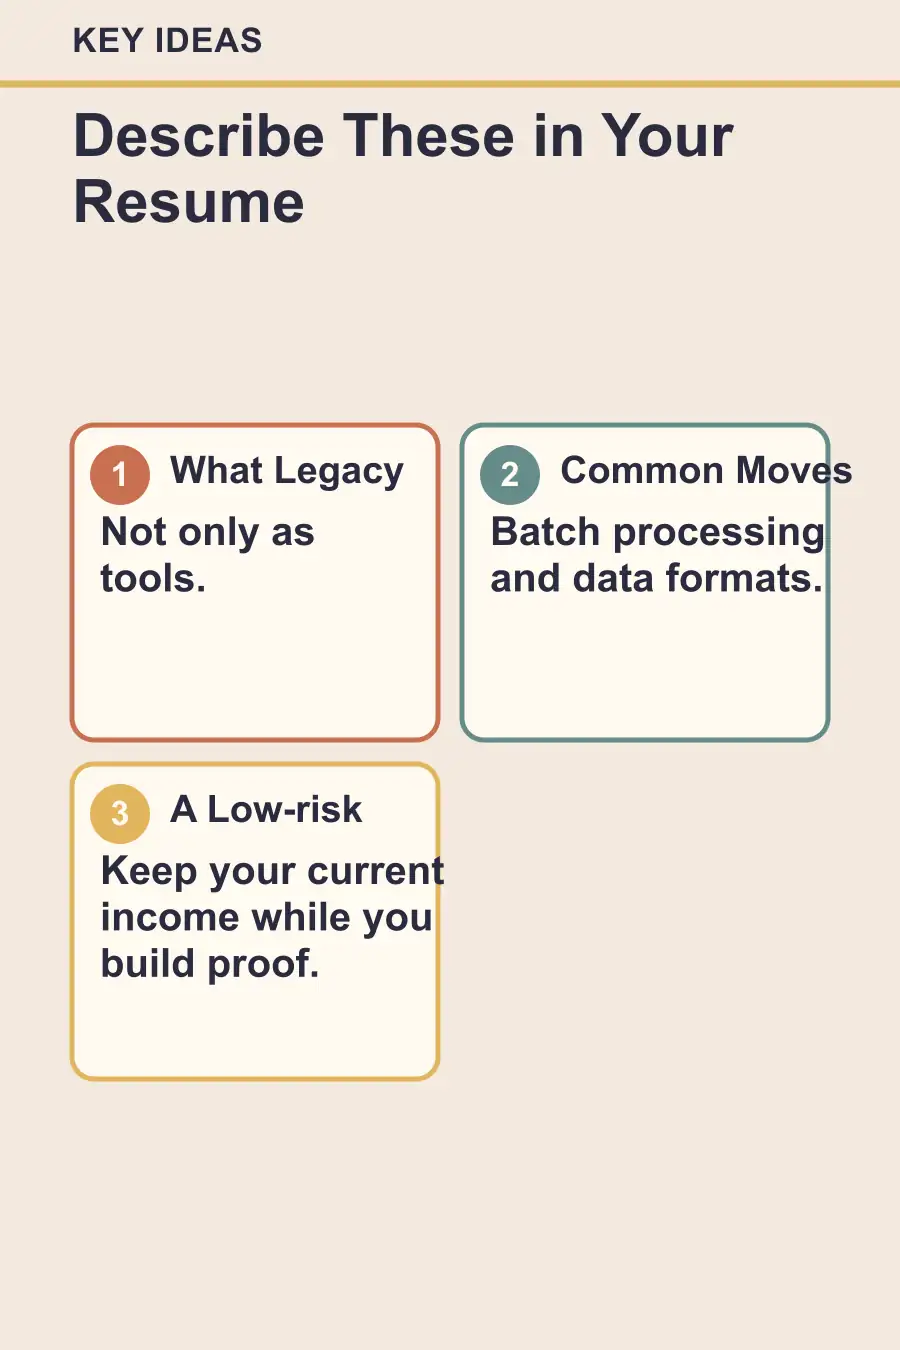 KEY IDEAS
Describe These in Your
Resume
1 What Legacy
Not only as
tools.
2 Common Moves
Batch processing
and data formats.
3 A Low-risk
Keep your current
income while you
build proof.